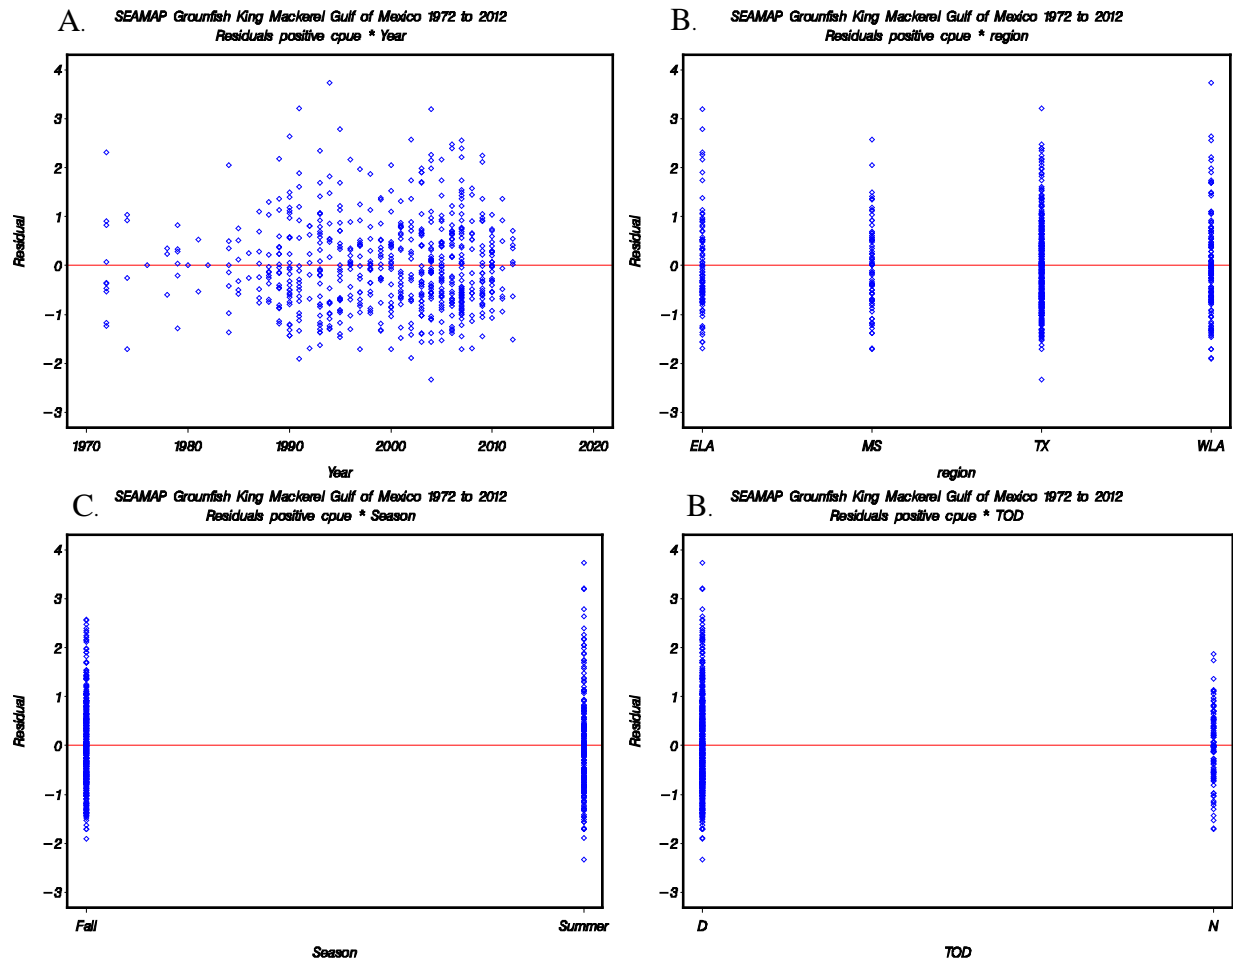 A.
SEAMAP Grounfish King Mackerel Gulf of Mexico 1972 to 2012
Residuals positive cpue * Year
Residual
4
3
2
1
0
−1
−2
−3
1970 1980 1990 2000 2010 2020
Year
B.
SEAMAP Grounfish King Mackerel Gulf of Mexico 1972 to 2012
Residuals positive cpue * region
Residual
4
3
2
1
0
−1
−2
−3
ELA MS TX WLA
region
C.
SEAMAP Grounfish King Mackerel Gulf of Mexico 1972 to 2012
Residuals positive cpue * Season
Residual
4
3
2
1
0
−1
−2
−3
Fall Summer
Season
B.
SEAMAP Grounfish King Mackerel Gulf of Mexico 1972 to 2012
Residuals positive cpue * TOD
Residual
4
3
2
1
0
−1
−2
−3
D N
TOD